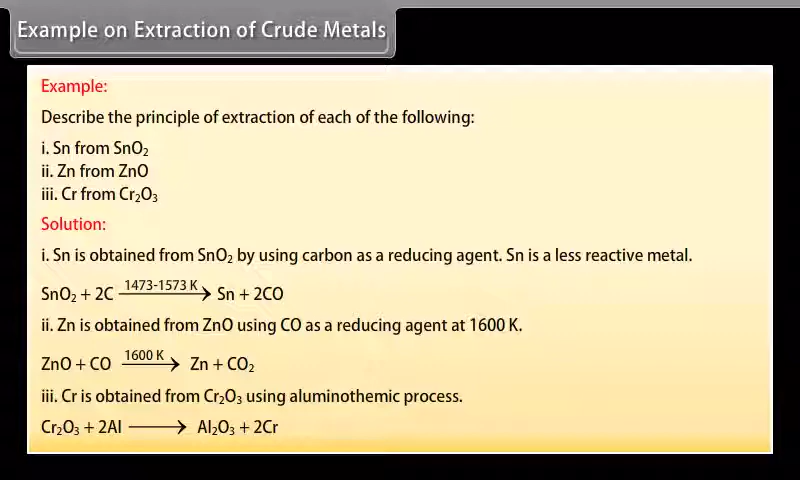 Example on Extraction of Crude Metals
Example:
Describe the principle of extraction of each of the following:
i. Sn from SnO₂
ii. Zn from ZnO
iii. Cr from Cr₂O₃
Solution:
i. Sn is obtained from SnO₂ by using carbon as a reducing agent. Sn is a less reactive metal.
SnO₂ + 2C 1473-1573 K → Sn + 2CO
ii. Zn is obtained from ZnO using CO as a reducing agent at 1600 K.
ZnO + CO 1600 K → Zn + CO₂
iii. Cr is obtained from Cr₂O₃ using aluminothemic process.
Cr₂O₃ + 2Al → Al₂O₃ + 2Cr